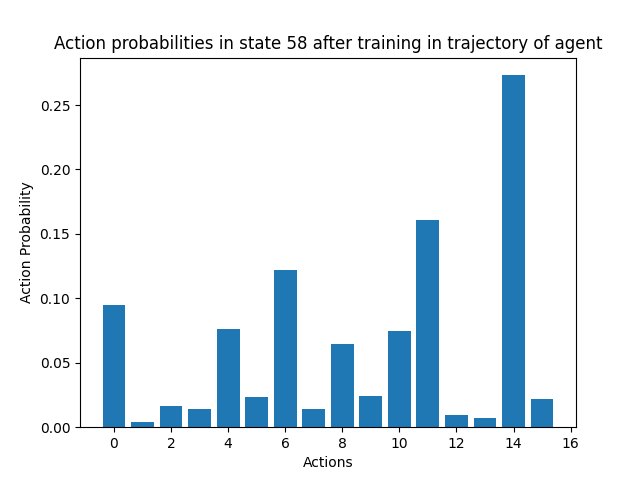 Action probabilities in state 58 after training in trajectory of agent
0.25
0.20
0.15
0.10
0.05
0.00
Action Probability
0 2 4 6 8 10 12 14 16
Actions